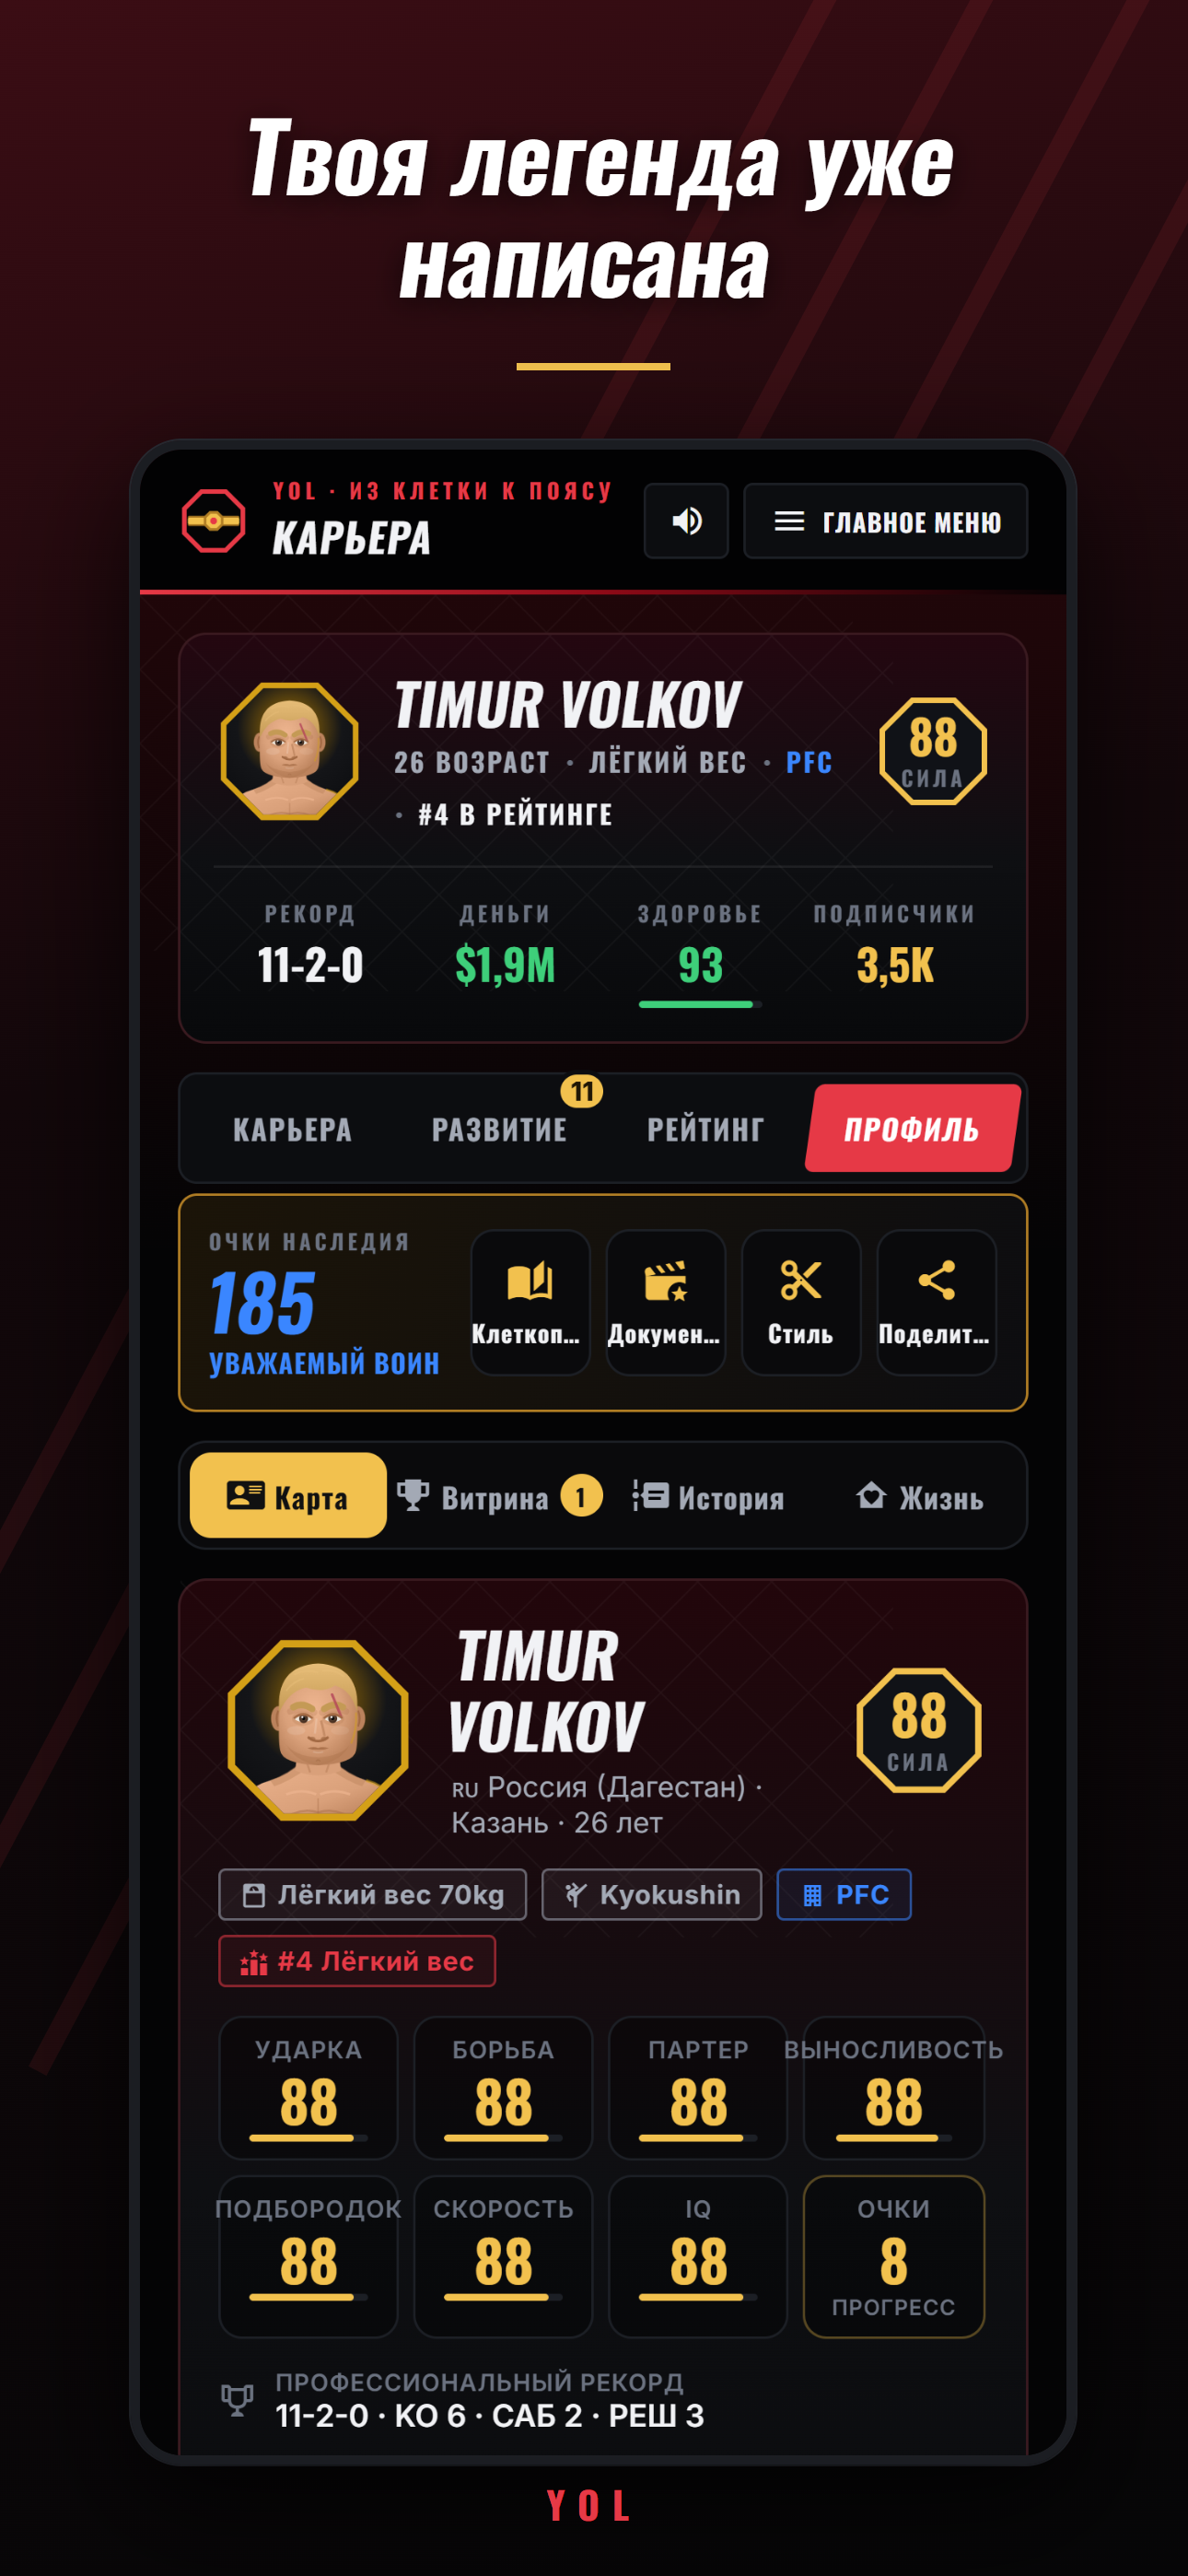 Твоя легенда уже
написана
YOL · ИЗ КЛЕТКИ К ПОЯСУ
КАРЬЕРА
ГЛАВНОЕ МЕНЮ
TIMUR VOLKOV
26 ВОЗРАСТ · ЛЁГКИЙ ВЕС · PFC
· #4 В РЕЙТИНГЕ
88
СИЛА
РЕКОРД ДЕНЬГИ ЗДОРОВЬЕ ПОДПИСЧИКИ
11-2-0 $1,9M 93 3,5K
11
КАРЬЕРА РАЗВИТИЕ РЕЙТИНГ ПРОФИЛЬ
ОЧКИ НАСЛЕДИЯ
185
УВАЖАЕМЫЙ ВОИН
Клеткоп... Докумен... Стиль Поделит...
Карта Витрина 1 История Жизнь
TIMUR
VOLKOV
RU Россия (Дагестан) ·
Казань · 26 лет
88
СИЛА
Лёгкий вес 70kg Kyokushin PFC
#4 Лёгкий вес
УДАРКА БОРЬБА ПАРТЕР ВЫНОСЛИВОСТЬ
88 88 88 88
ПОДБОРОДОК СКОРОСТЬ IQ ОЧКИ
88 88 88 8
ПРОГРЕСС
ПРОФЕССИОНАЛЬНЫЙ РЕКОРД
11-2-0 · KO 6 · САБ 2 · РЕШ 3
YOL